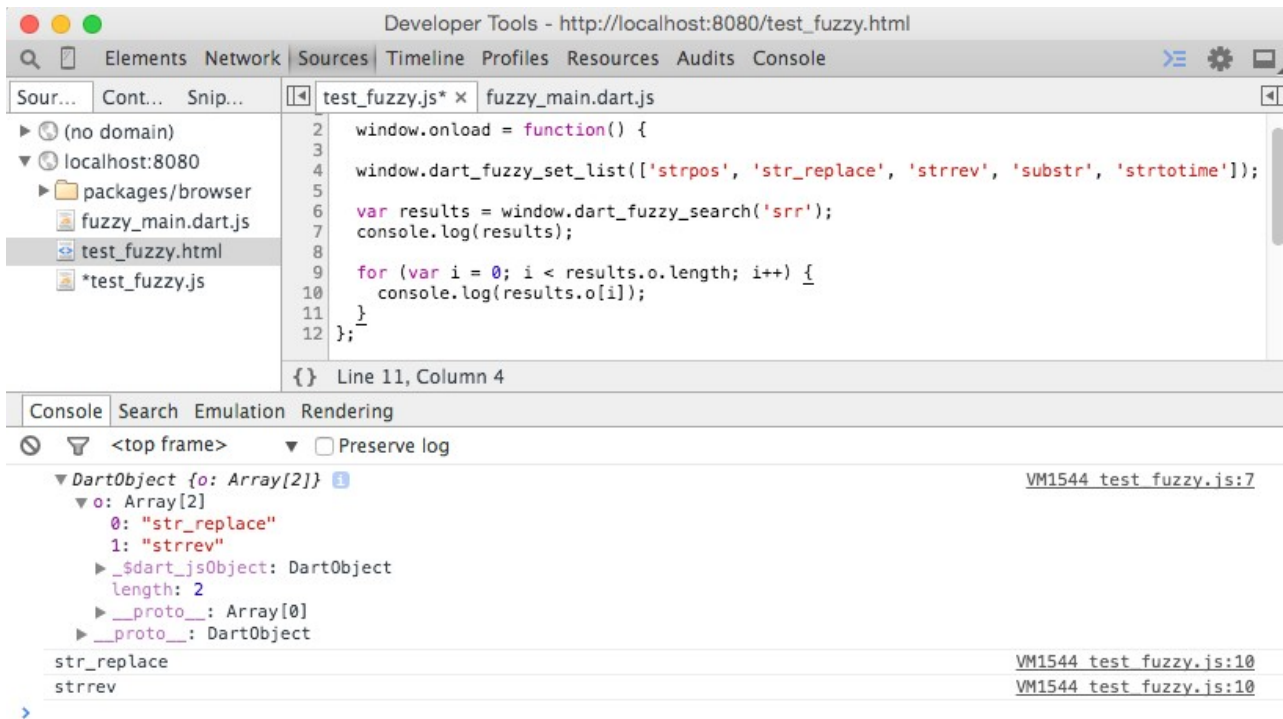 Developer Tools - http://localhost:8080/test_fuzzy.html
Elements Network Sources Timeline Profiles Resources Audits Console
Sour... Cont... Snip...
test_fuzzy.js* × fuzzy_main.dart.js
(no domain)
localhost:8080
packages/browser
fuzzy_main.dart.js
test_fuzzy.html
*test_fuzzy.js
2 window.onload = function() {
3
4 window.dart_fuzzy_set_list(['strpos', 'str_replace', 'strrev', 'substr', 'strtotime']);
5
6 var results = window.dart_fuzzy_search('srr');
7 console.log(results);
8
9 for (var i = 0; i < results.o.length; i++) {
10 console.log(results.o[i]);
11 }
12 };
{} Line 11, Column 4
Console Search Emulation Rendering
<top frame> ▼ Preserve log
▼ DartObject {o: Array[2]} i VM1544 test_fuzzy.js:7
▼ o: Array[2]
0: "str_replace"
1: "strrev"
▶ _$dart_jsObject: DartObject
length: 2
▶ __proto__: Array[0]
▶ __proto__: DartObject
str_replace VM1544 test_fuzzy.js:10
strrev VM1544 test_fuzzy.js:10
>